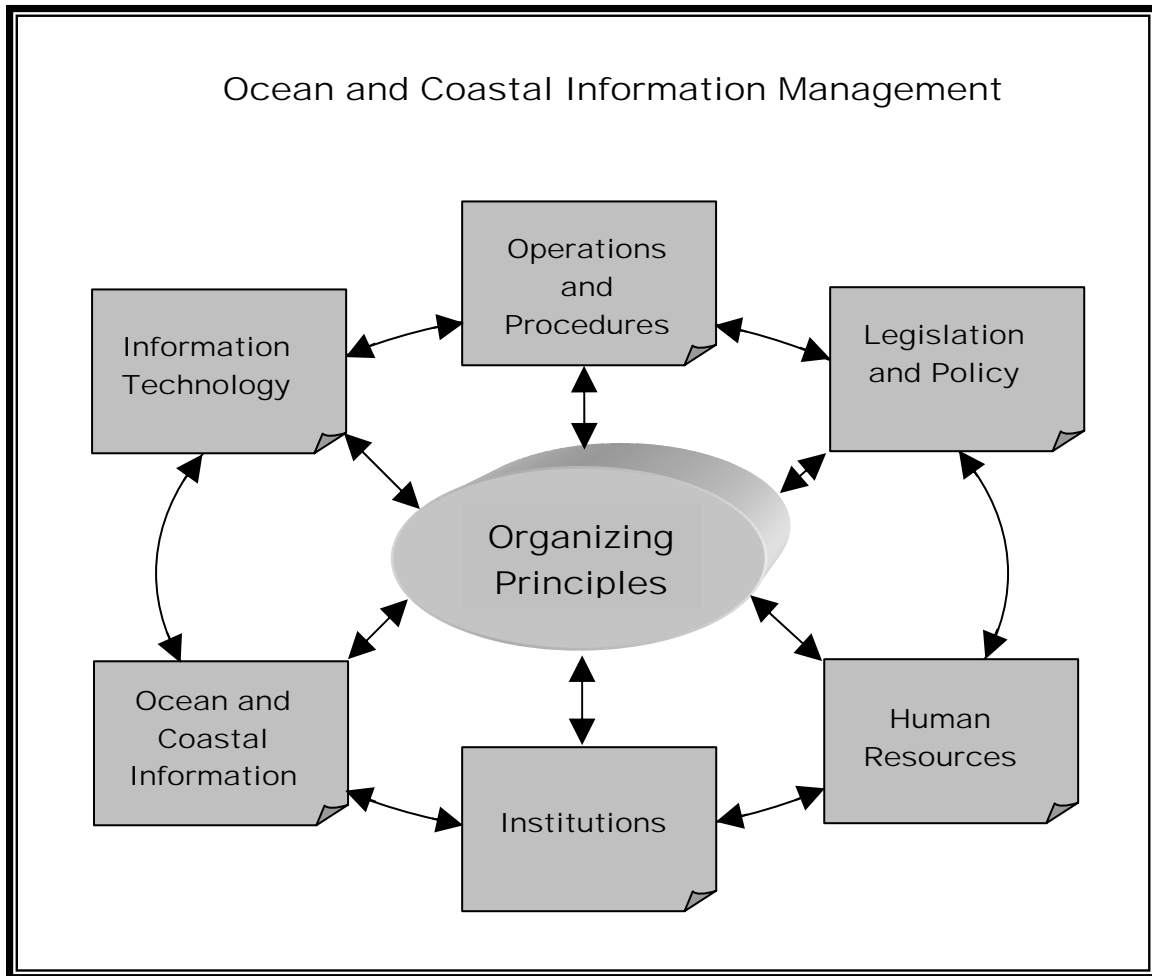 Ocean and Coastal Information Management
Operations
and
Procedures
Information
Technology
Legislation
and Policy
Organizing
Principles
Ocean and
Coastal
Information
Human
Resources
Institutions